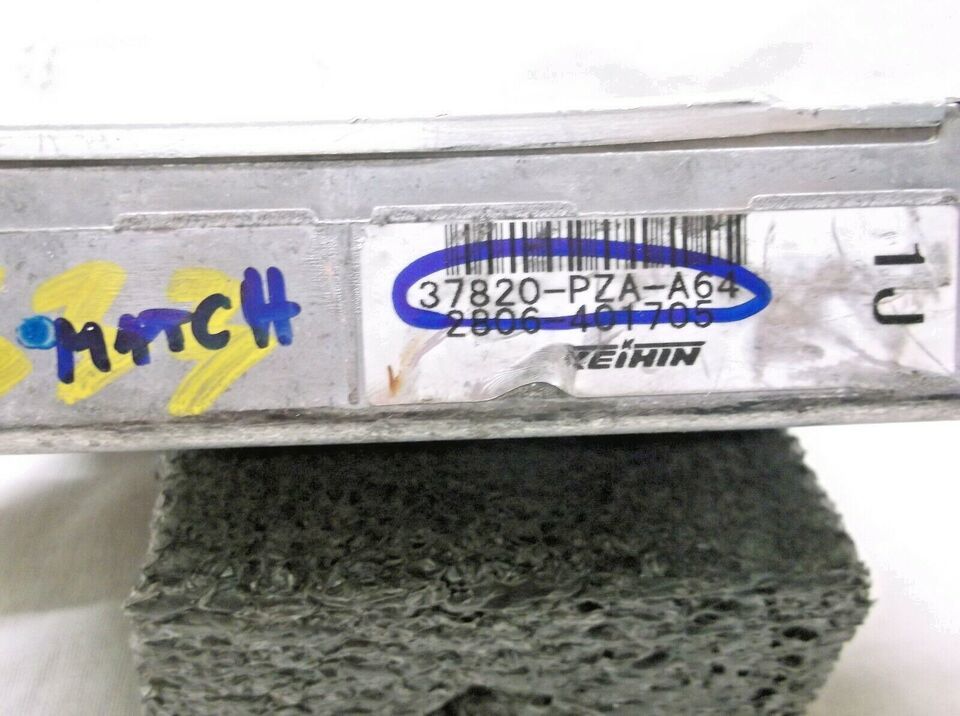 MATCH
37820-PZA-A64
2806-401705
KEIHIN
1U